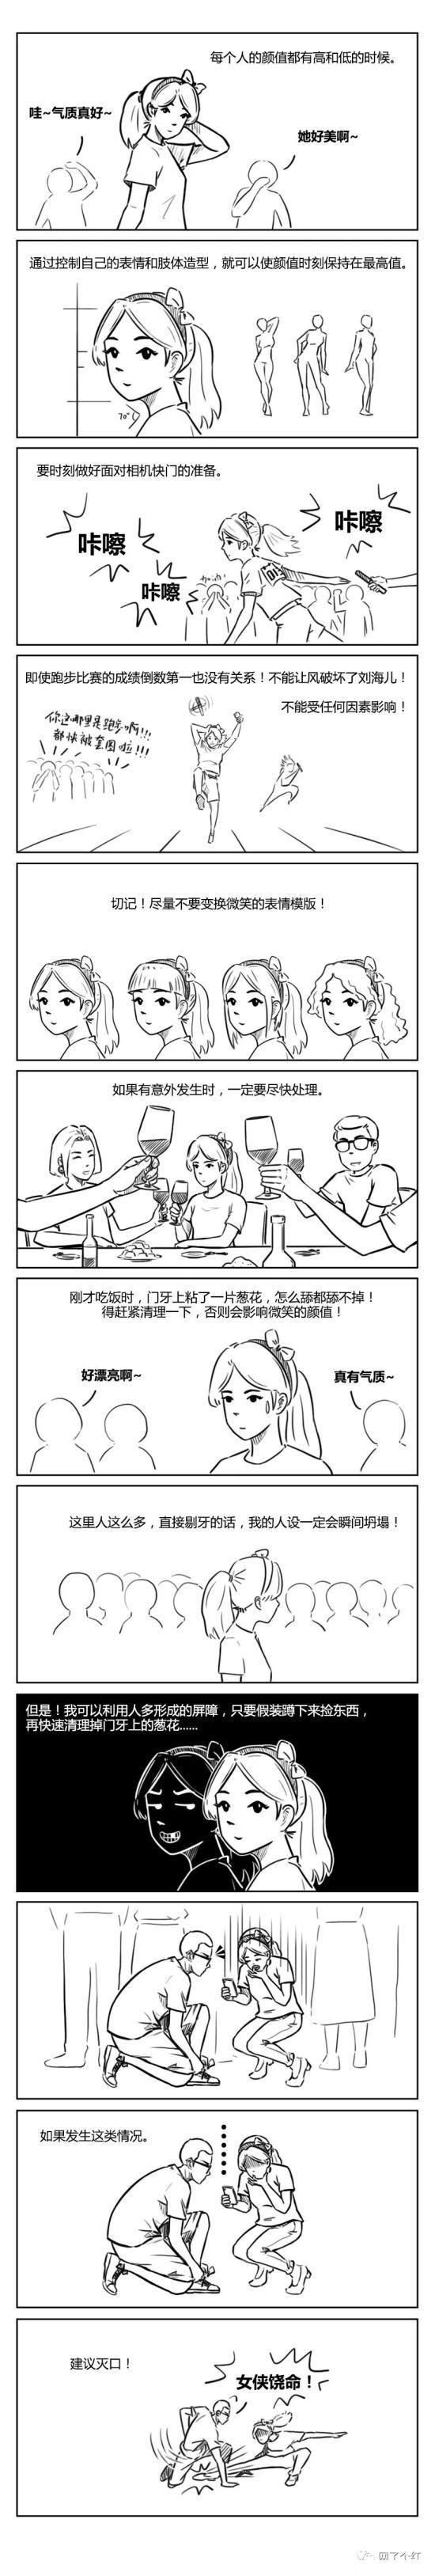 每个人的颜值都有高和低的时候。
哇~气质真好~
她好美啊~
通过控制自己的表情和肢体造型，就可以使颜值时刻保持在最高值。
70°
要时刻做好面对相机快门的准备。
咔嚓
咔嚓
咔嚓
即使跑步比赛的成绩倒数第一也没有关系！不能让风破坏了刘海儿！
不能受任何因素影响！
你这哪里是跑步啊!!!
都快被套圈啦!!!
切记！尽量不要变换微笑的表情模版！
如果有意外发生时，一定要尽快处理。
刚才吃饭时，门牙上粘了一片葱花，怎么舔都舔不掉！
得赶紧清理一下，否则会影响微笑的颜值！
好漂亮啊~
真有气质~
这里人这么多，直接剔牙的话，我的人设一定会瞬间坍塌！
但是！我可以利用人多形成的屏障，只要假装蹲下来捡东西，
再快速清理掉门牙上的葱花......
如果发生这类情况。
建议灭口！
女侠饶命！
网了个红